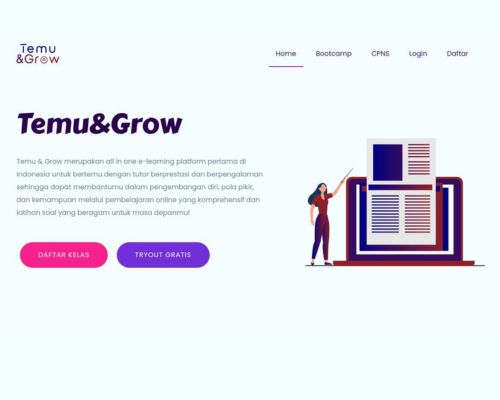 Temu
&Grow
Home Bootcamp CPNS Login Daftar
Temu&Grow
Temu & Grow merupakan all in one e-learning platform pertama di
Indonesia untuk bertemu dengan tutor berprestasi dan berpengalaman
sehingga dapat membantumu dalam pengembangan diri, pola pikir,
dan kemampuan melalui pembelajaran online yang komprehensif dan
latihan soal yang beragam untuk masa depanmu!
DAFTAR KELAS TRYOUT GRATIS